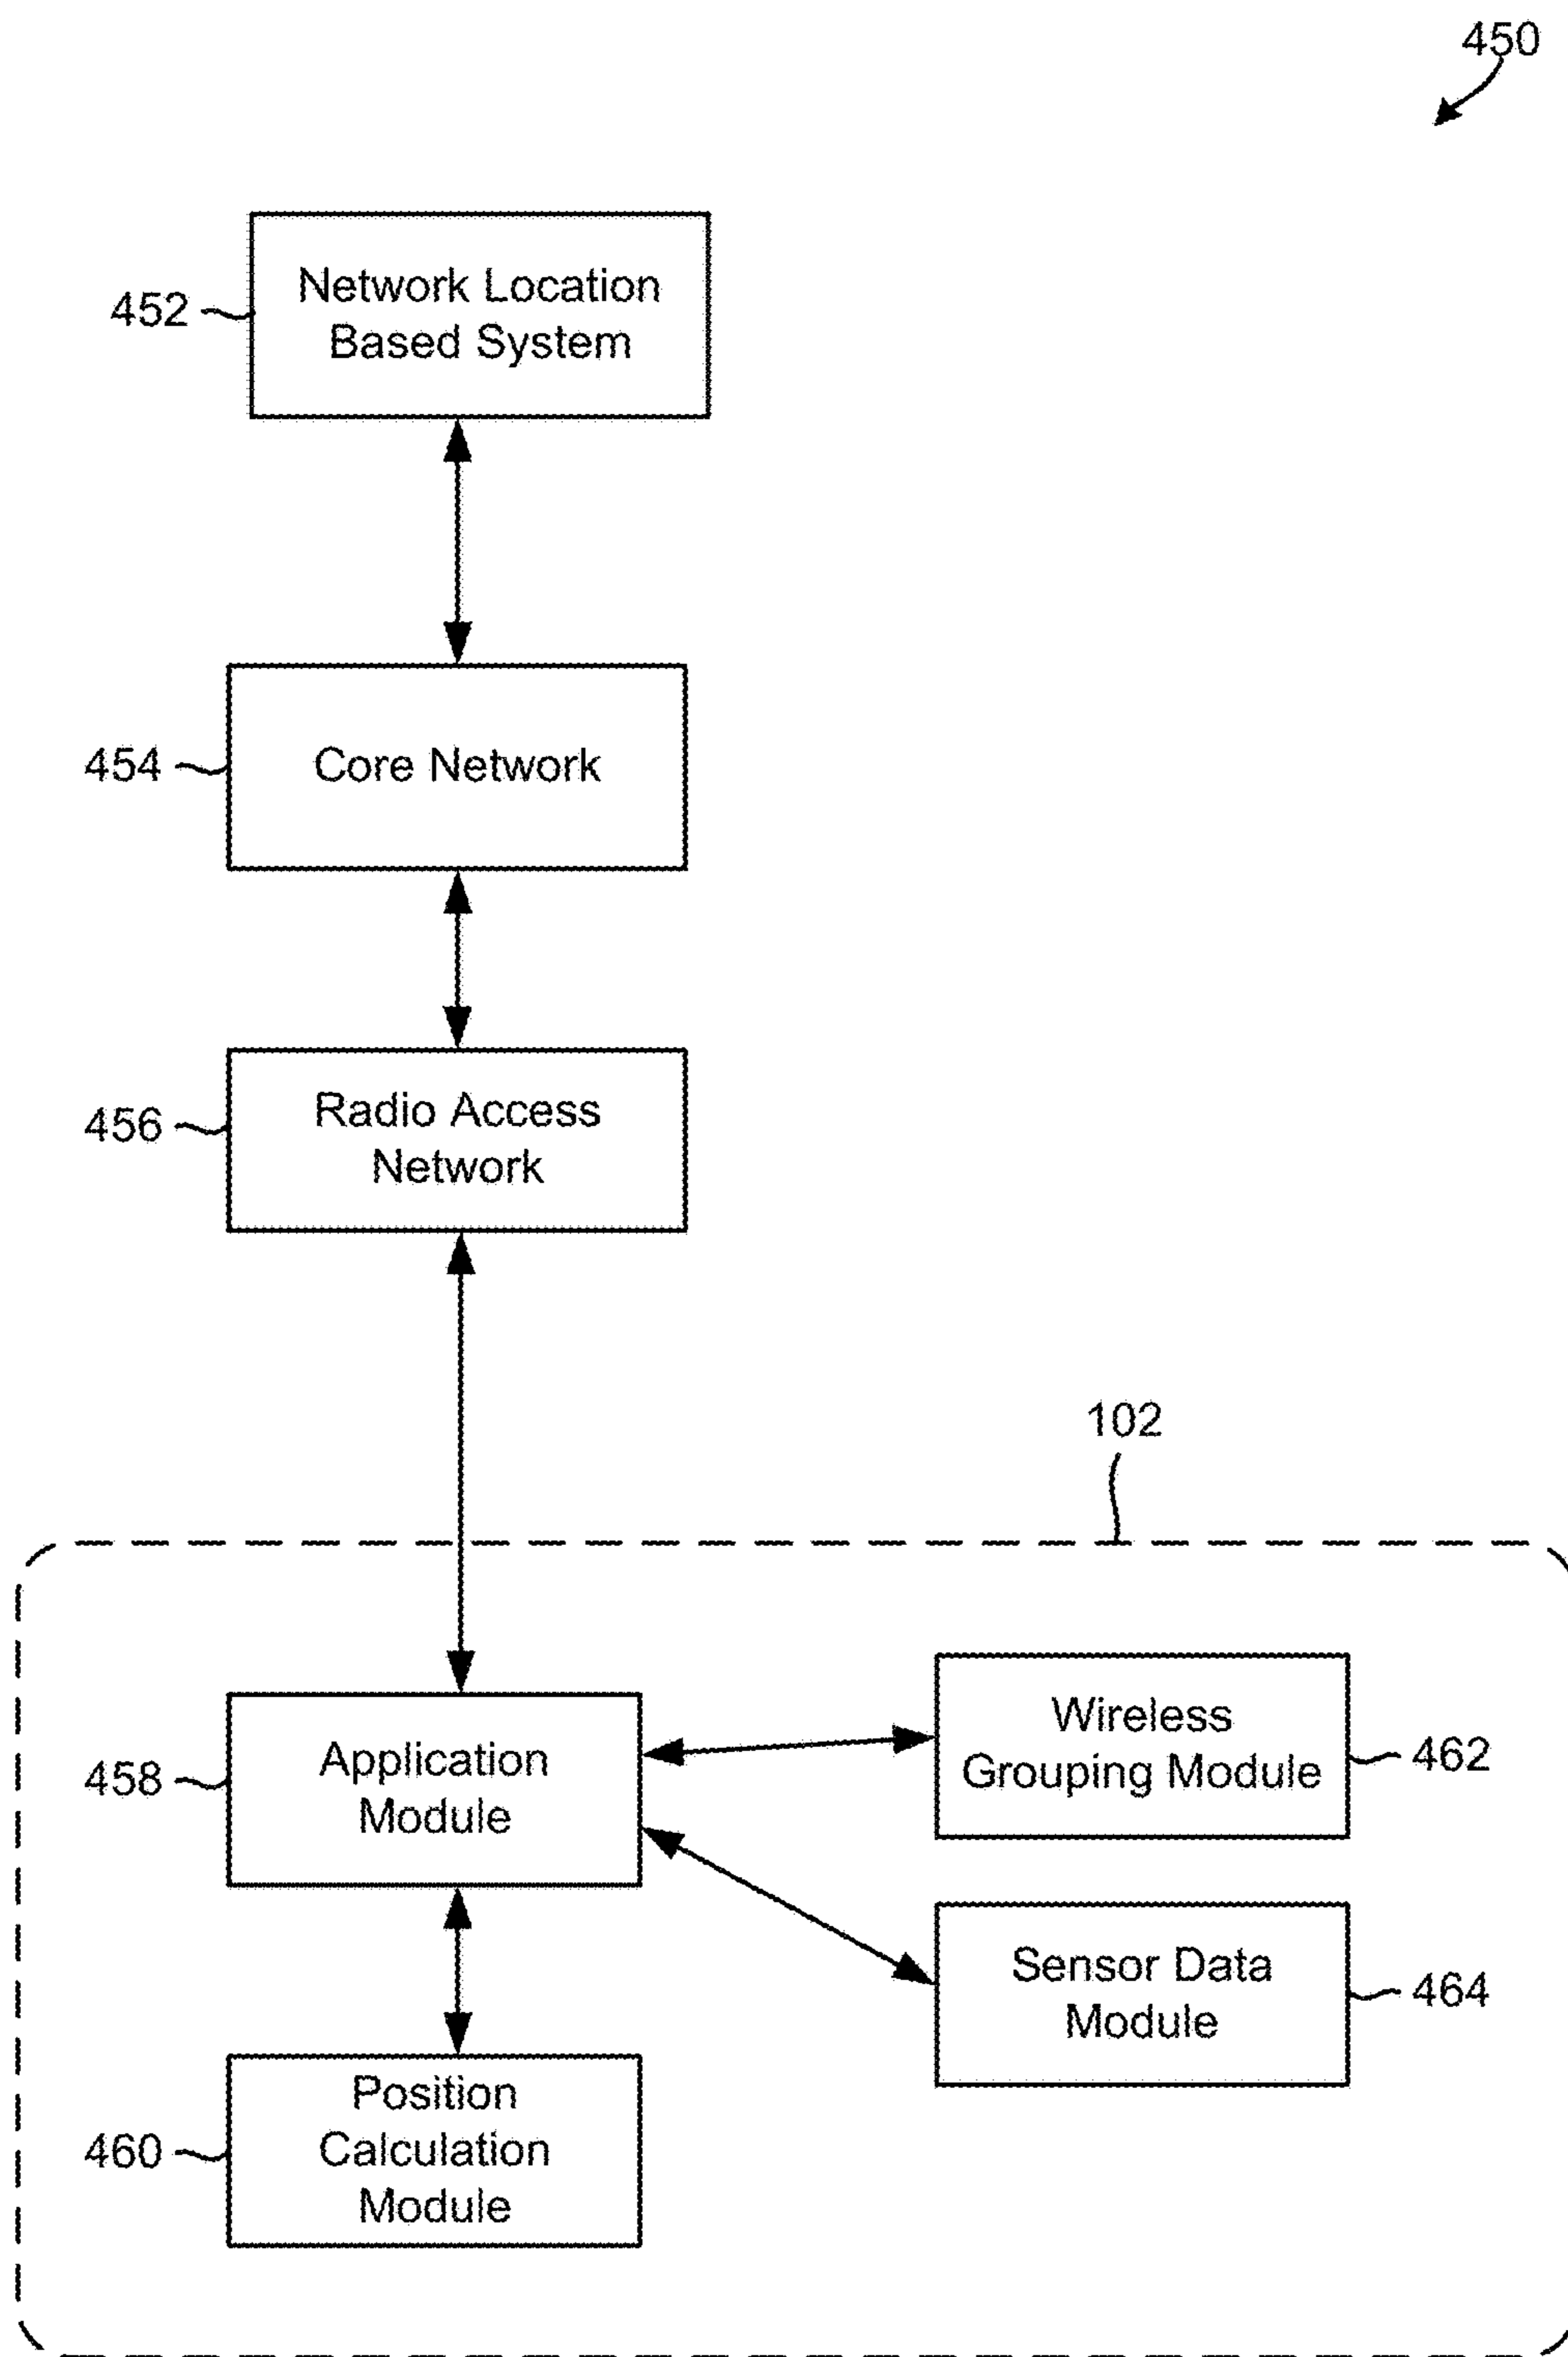 450
Network Location
Based System
452
Core Network
454
Radio Access
Network
456
102
Application
Module
458
Wireless
Grouping Module
462
Sensor Data
Module
464
Position
Calculation
Module
460